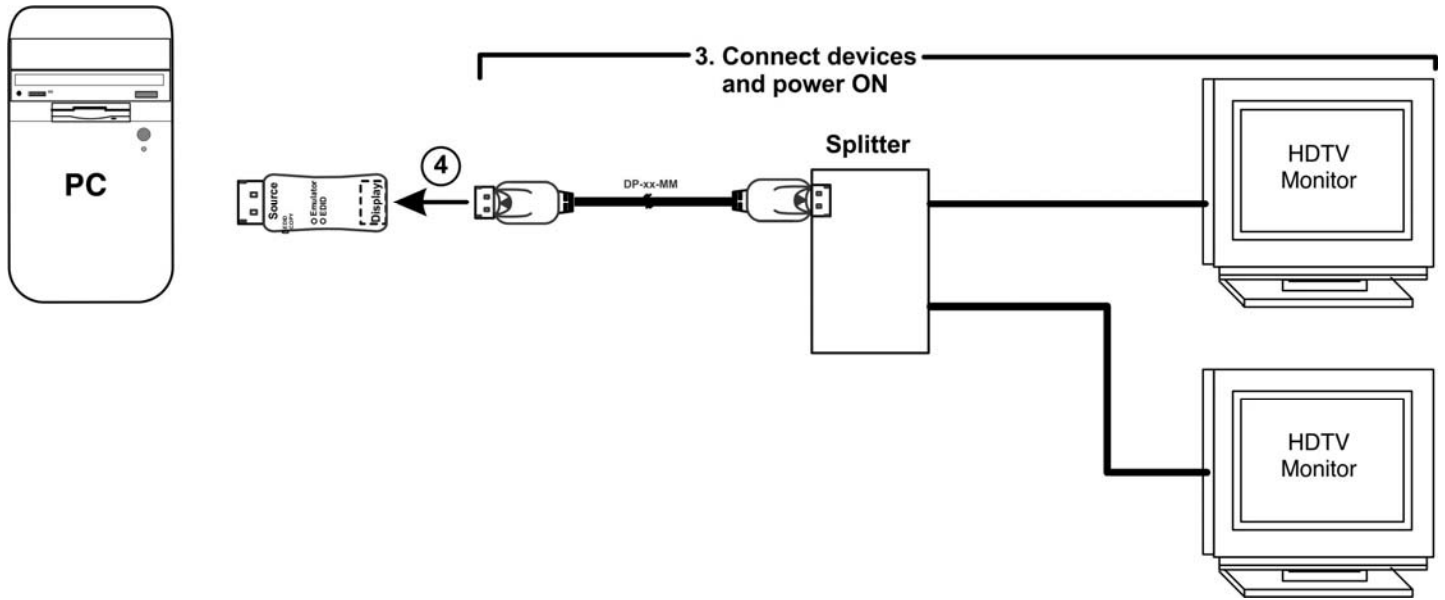 3. Connect devices
and power ON
Splitter
HDTV
Monitor
4
PC
Source
EDID
COPY
Emulator
EDID
Display
DP-xx-MM
HDTV
Monitor